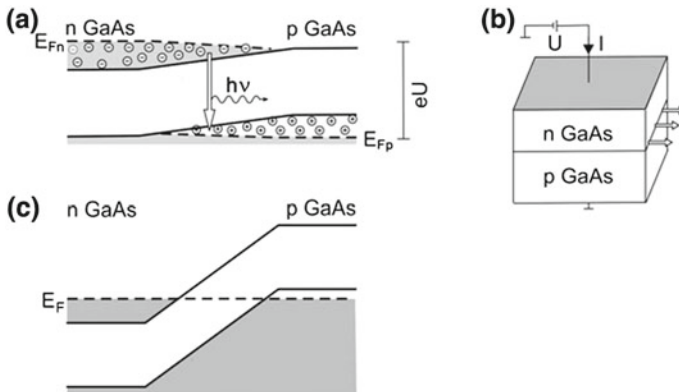 (a) n GaAs p GaAs
E_Fn
hν
eU
E_Fp
(b)
U I
n GaAs
p GaAs
(c) n GaAs p GaAs
E_F